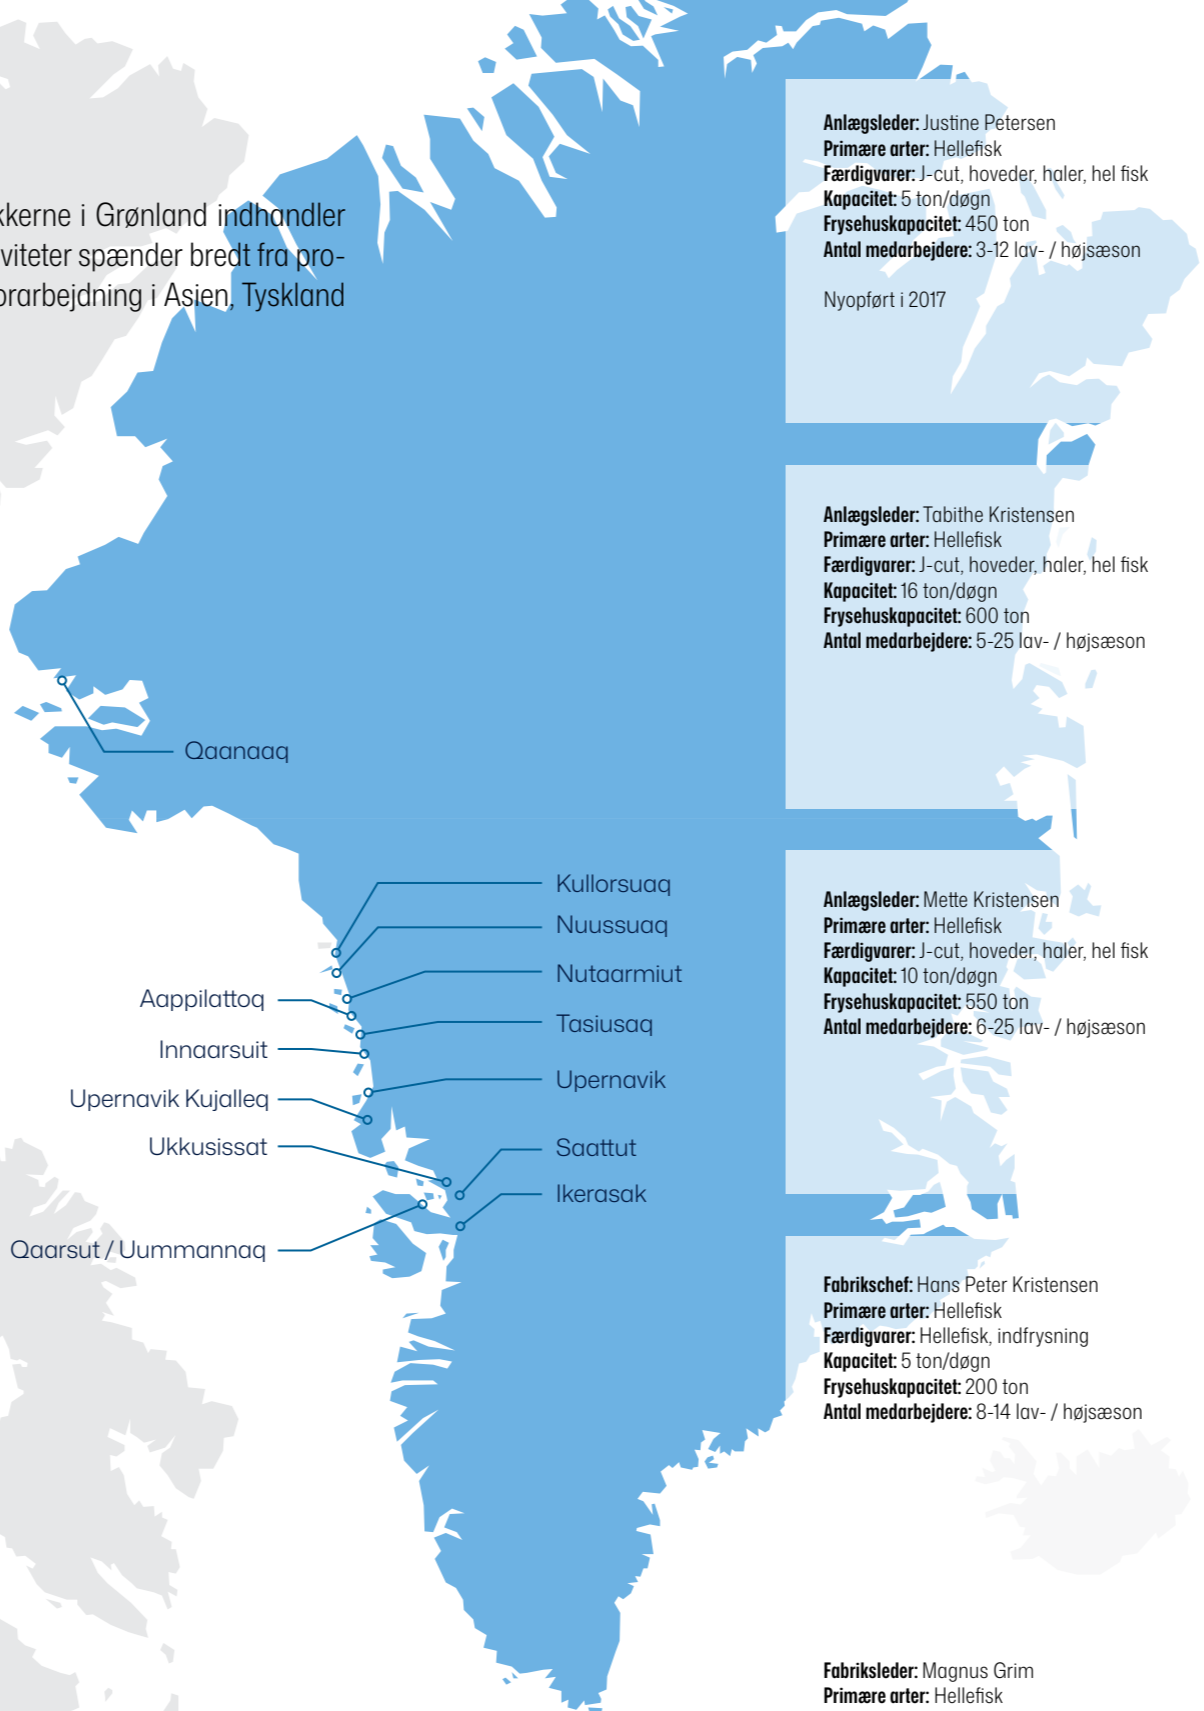 kkerne i Grønland indhandler
viteter spænder bredt fra pro-
orarbejdning i Asien, Tyskland
Anlægsleder: Justine Petersen
Primære arter: Hellefisk
Færdigvarer: J-cut, hoveder, haler, hel fisk
Kapacitet: 5 ton/døgn
Frysehuskapacitet: 450 ton
Antal medarbejdere: 3-12 lav- / højsæson
Nyopført i 2017
Anlægsleder: Tabithe Kristensen
Primære arter: Hellefisk
Færdigvarer: J-cut, hoveder, haler, hel fisk
Kapacitet: 16 ton/døgn
Frysehuskapacitet: 600 ton
Antal medarbejdere: 5-25 lav- / højsæson
Qaanaaq
Kullorsuaq
Nuussuaq
Nutaarmiut
Aappilattoq
Tasiusaq
Innaarsuit
Upernavik
Upernavik Kujalleq
Ukkusissat
Saattut
Ikerasak
Qaarsut / Uummannaq
Anlægsleder: Mette Kristensen
Primære arter: Hellefisk
Færdigvarer: J-cut, hoveder, haler, hel fisk
Kapacitet: 10 ton/døgn
Frysehuskapacitet: 550 ton
Antal medarbejdere: 6-25 lav- / højsæson
Fabrikschef: Hans Peter Kristensen
Primære arter: Hellefisk
Færdigvarer: Hellefisk, indfrysning
Kapacitet: 5 ton/døgn
Frysehuskapacitet: 200 ton
Antal medarbejdere: 8-14 lav- / højsæson
Fabriksleder: Magnus Grim
Primære arter: Hellefisk